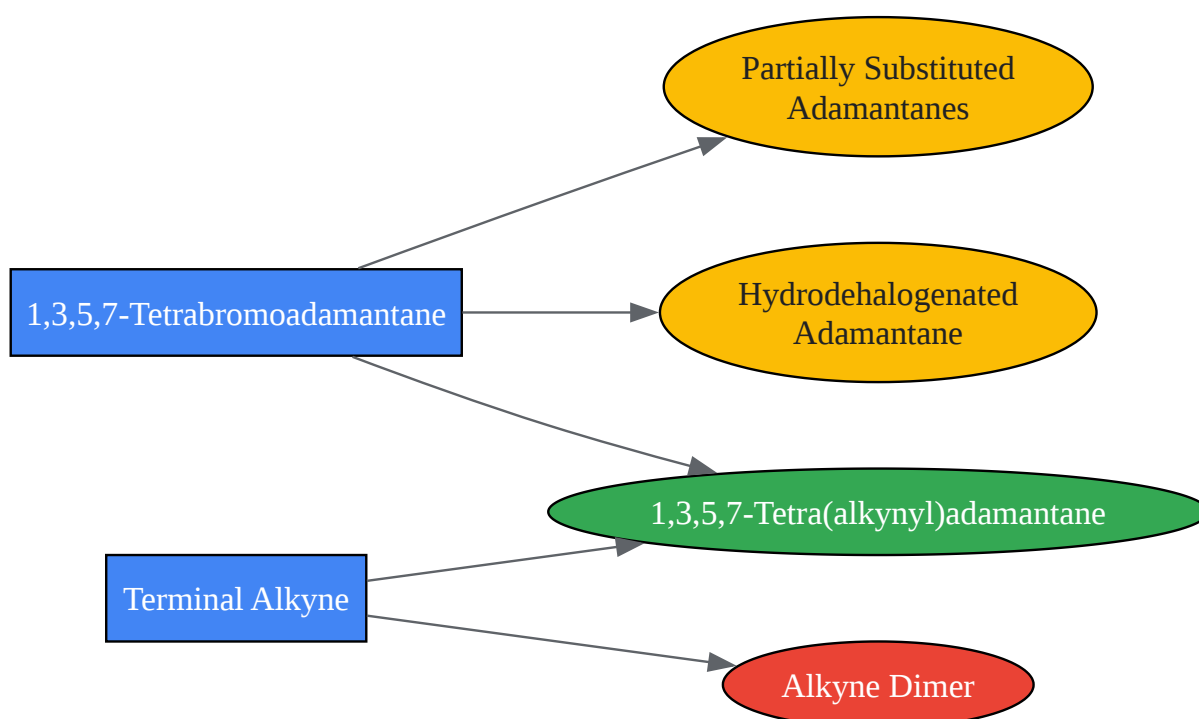 Partially Substituted
Adamantanes
1,3,5,7-Tetrabromoadamantane
Hydrodehalogenated
Adamantane
1,3,5,7-Tetra(alkynyl)adamantane
Terminal Alkyne
Alkyne Dimer